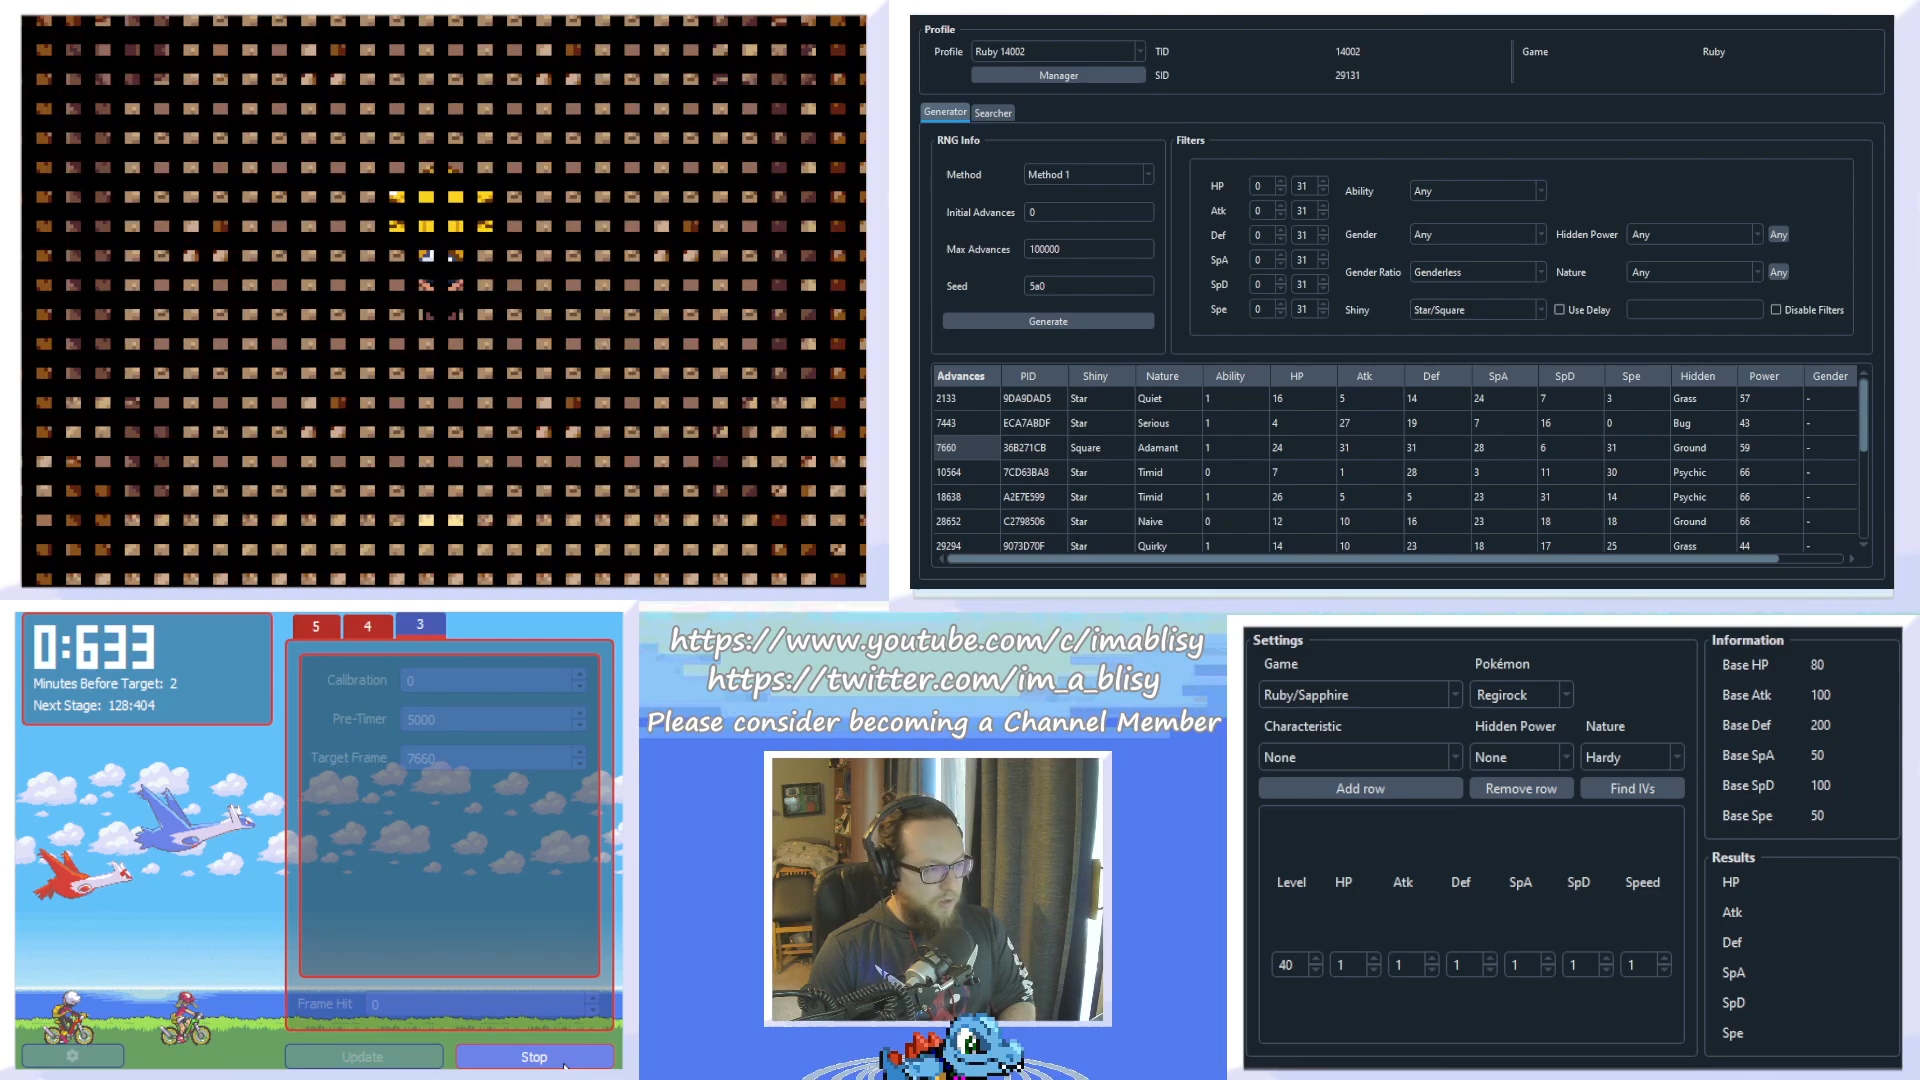 Profile
Profile Ruby 14002 TID 14002 Game Ruby
Manager SID 29131
Generator Searcher
RNG Info
Method Method 1
Initial Advances 0
Max Advances 100000
Seed 5a0
Generate
Filters
HP 0 31 Ability Any
Atk 0 31
Def 0 31 Gender Any Hidden Power Any Any
SpA 0 31 Gender Ratio Genderless Nature Any Any
SpD 0 31
Spe 0 31 Shiny Star/Square Use Delay Disable Filters
Advances PID Shiny Nature Ability HP Atk Def SpA SpD Spe Hidden Power Gender
2133 9DA9DAD5 Star Quiet 1 16 5 14 24 7 3 Grass 57 -
7443 ECA7ABDF Star Serious 1 4 27 19 7 16 0 Bug 43 -
7660 36B271CB Square Adamant 1 24 31 31 28 6 31 Ground 59 -
10564 7CD63BA8 Star Timid 0 7 1 28 3 11 30 Psychic 66 -
18638 A2E7E599 Star Timid 1 26 5 5 23 31 14 Psychic 66 -
28652 C2798506 Star Naive 0 12 10 16 23 18 18 Ground 66 -
29294 9073D70F Star Quirky 1 14 10 23 18 17 25 Grass 44 -
0:633
Minutes Before Target: 2
Next Stage: 128:404
5 4 3
Calibration 0
Pre-Timer 5000
Target Frame 7660
Frame Hit 0
Update Stop
https://www.youtube.com/c/imablisy
https://twitter.com/im_a_blisy
Please consider becoming a Channel Member
Settings
Game Pokémon
Ruby/Sapphire Regirock
Characteristic Hidden Power Nature
None None Hardy
Add row Remove row Find IVs
Level HP Atk Def SpA SpD Speed
40 1 1 1 1 1 1
Information
Base HP 80
Base Atk 100
Base Def 200
Base SpA 50
Base SpD 100
Base Spe 50
Results
HP
Atk
Def
SpA
SpD
Spe